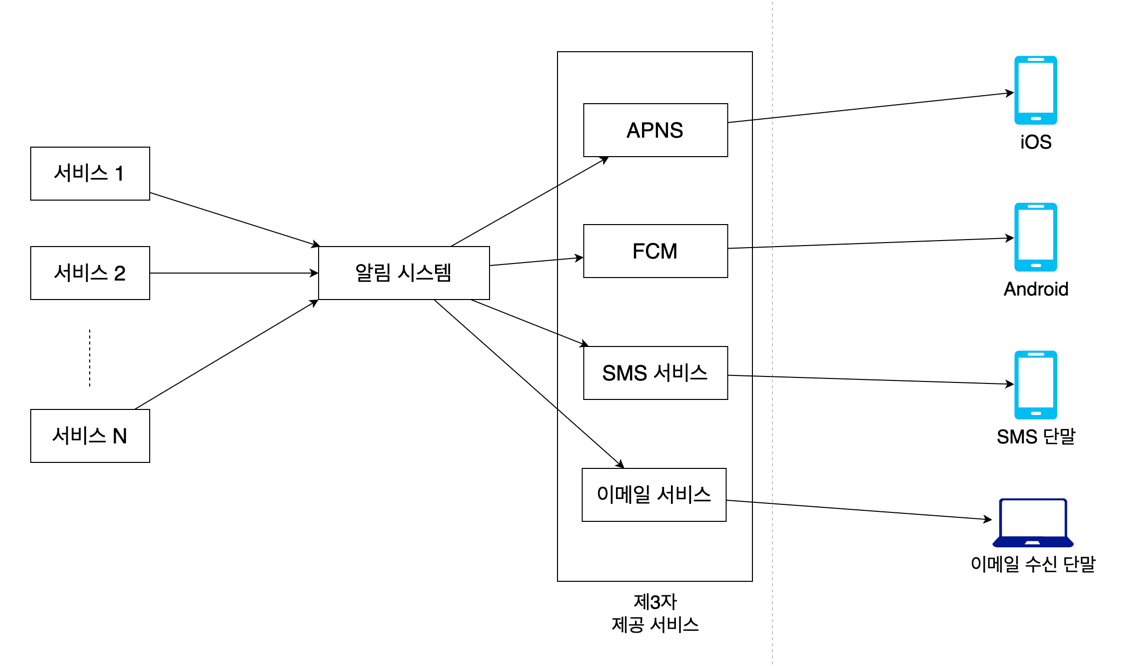 서비스 1
서비스 2
서비스 N
알림 시스템
APNS
FCM
SMS 서비스
이메일 서비스
제3자
제공 서비스
iOS
Android
SMS 단말
이메일 수신 단말